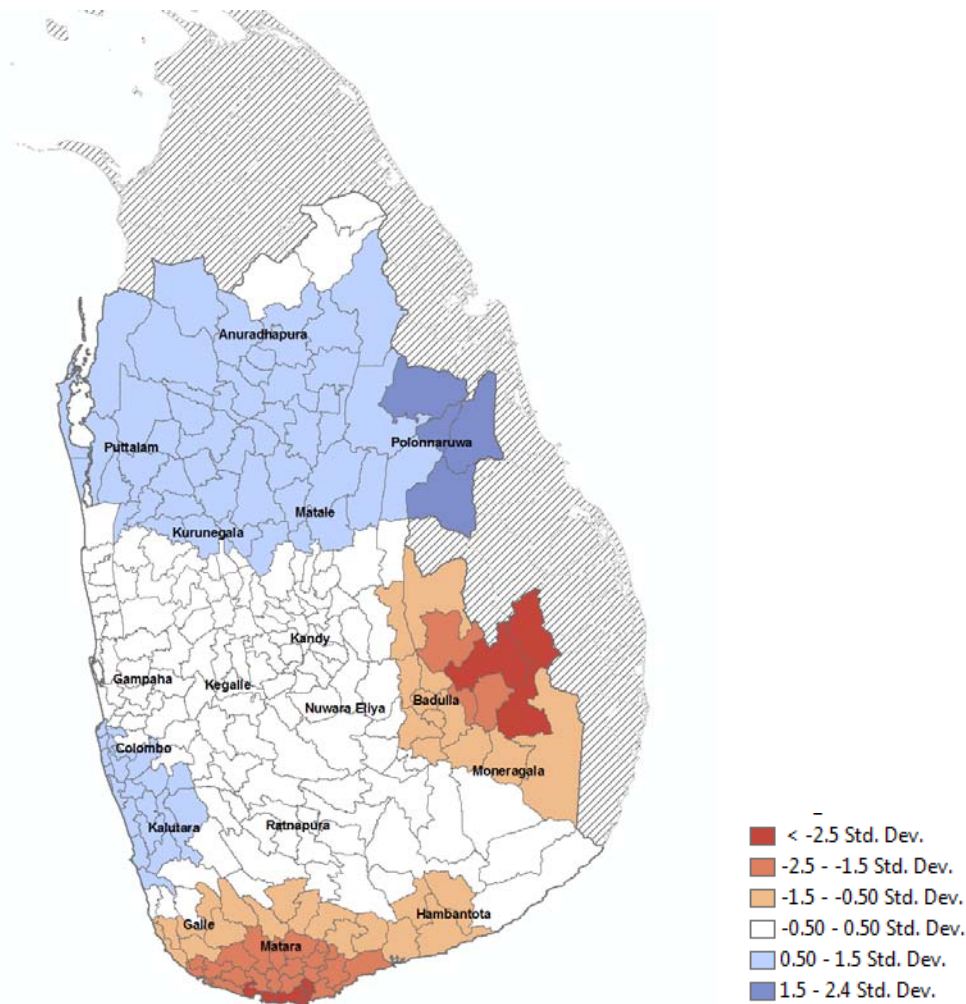 Anuradhapura
Puttalam
Polonnaruwa
Matale
Kurunegala
Kandy
Gampaha
Kegalle
Badulla
Nuwara Eliya
Colombo
Moneragala
Kalutara
Ratnapura
Hambantota
Galle
Matara
< -2.5 Std. Dev.
-2.5 - -1.5 Std. Dev.
-1.5 - -0.50 Std. Dev.
-0.50 - 0.50 Std. Dev.
0.50 - 1.5 Std. Dev.
1.5 - 2.4 Std. Dev.